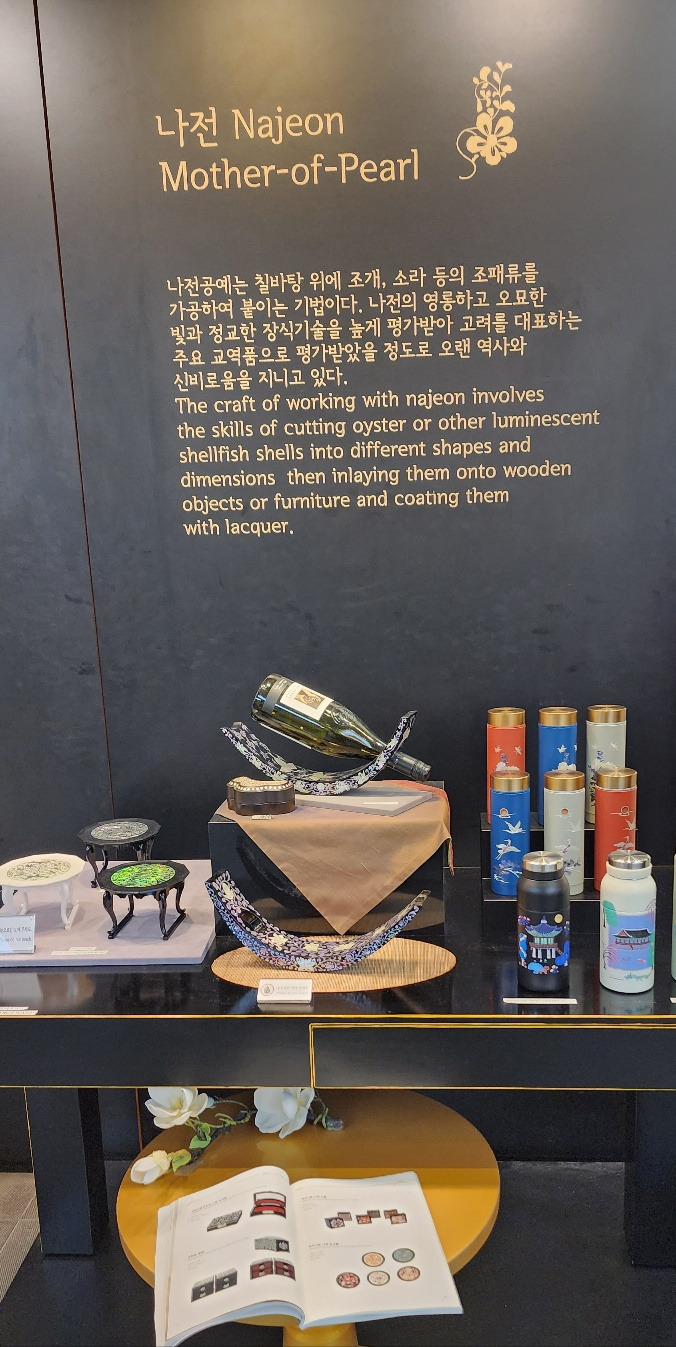 나전 Najeon
Mother-of-Pearl
나전공예는 칠바탕 위에 조개, 소라 등의 조패류를
가공하여 붙이는 기법이다. 나전의 영롱하고 오묘한
빛과 정교한 장식기술을 높게 평가받아 고려를 대표하는
주요 교역품으로 평가받았을 정도로 오랜 역사와
신비로움을 지니고 있다.
The craft of working with najeon involves
the skills of cutting oyster or other luminescent
shellfish shells into different shapes and
dimensions then inlaying them onto wooden
objects or furniture and coating them
with lacquer.